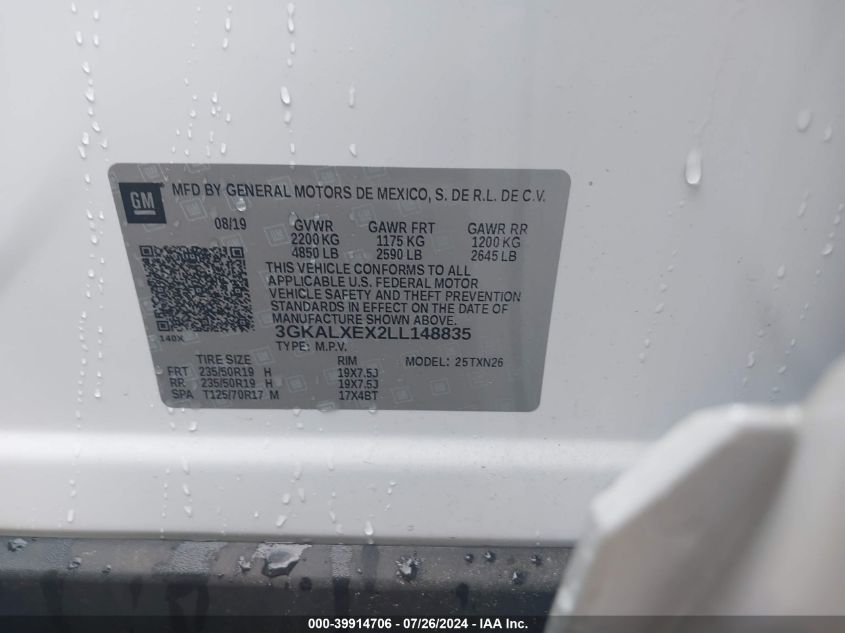 GM
MFD BY GENERAL MOTORS DE MEXICO, S. DE R.L. DE C.V.
08/19 GVWR GAWR FRT GAWR RR
2200 KG 1175 KG 1200 KG
4850 LB 2590 LB 2645 LB
THIS VEHICLE CONFORMS TO ALL
APPLICABLE U.S. FEDERAL MOTOR
VEHICLE SAFETY AND THEFT PREVENTION
STANDARDS IN EFFECT ON THE DATE OF
MANUFACTURE SHOWN ABOVE.
140X 3GKALXEX2LL148835
TYPE: M.P.V.
TIRE SIZE RIM MODEL: 25TXN26
FRT 235/50R19 H 19X7.5J
RR 235/50R19 H 19X7.5J
SPA T125/70R17 M 17X4BT
000-39914706 - 07/26/2024 - IAA Inc.